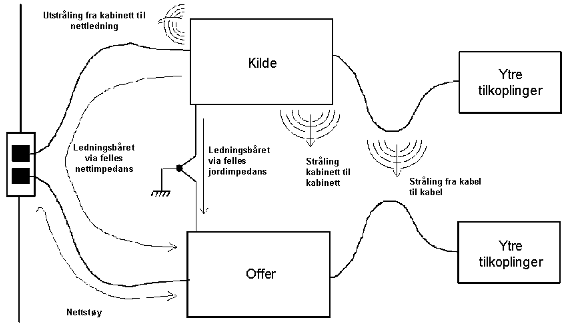 Utstråling fra kabinett til
nettledning
Kilde
Ytre
tilkoplinger
Ledningsbåret
via felles
nettimpedans
Ledningsbåret
via felles
jordimpedans
Stråling
kabinett til
kabinett
Stråling fra kabel
til kabel
Offer
Ytre
tilkoplinger
Nettstøy